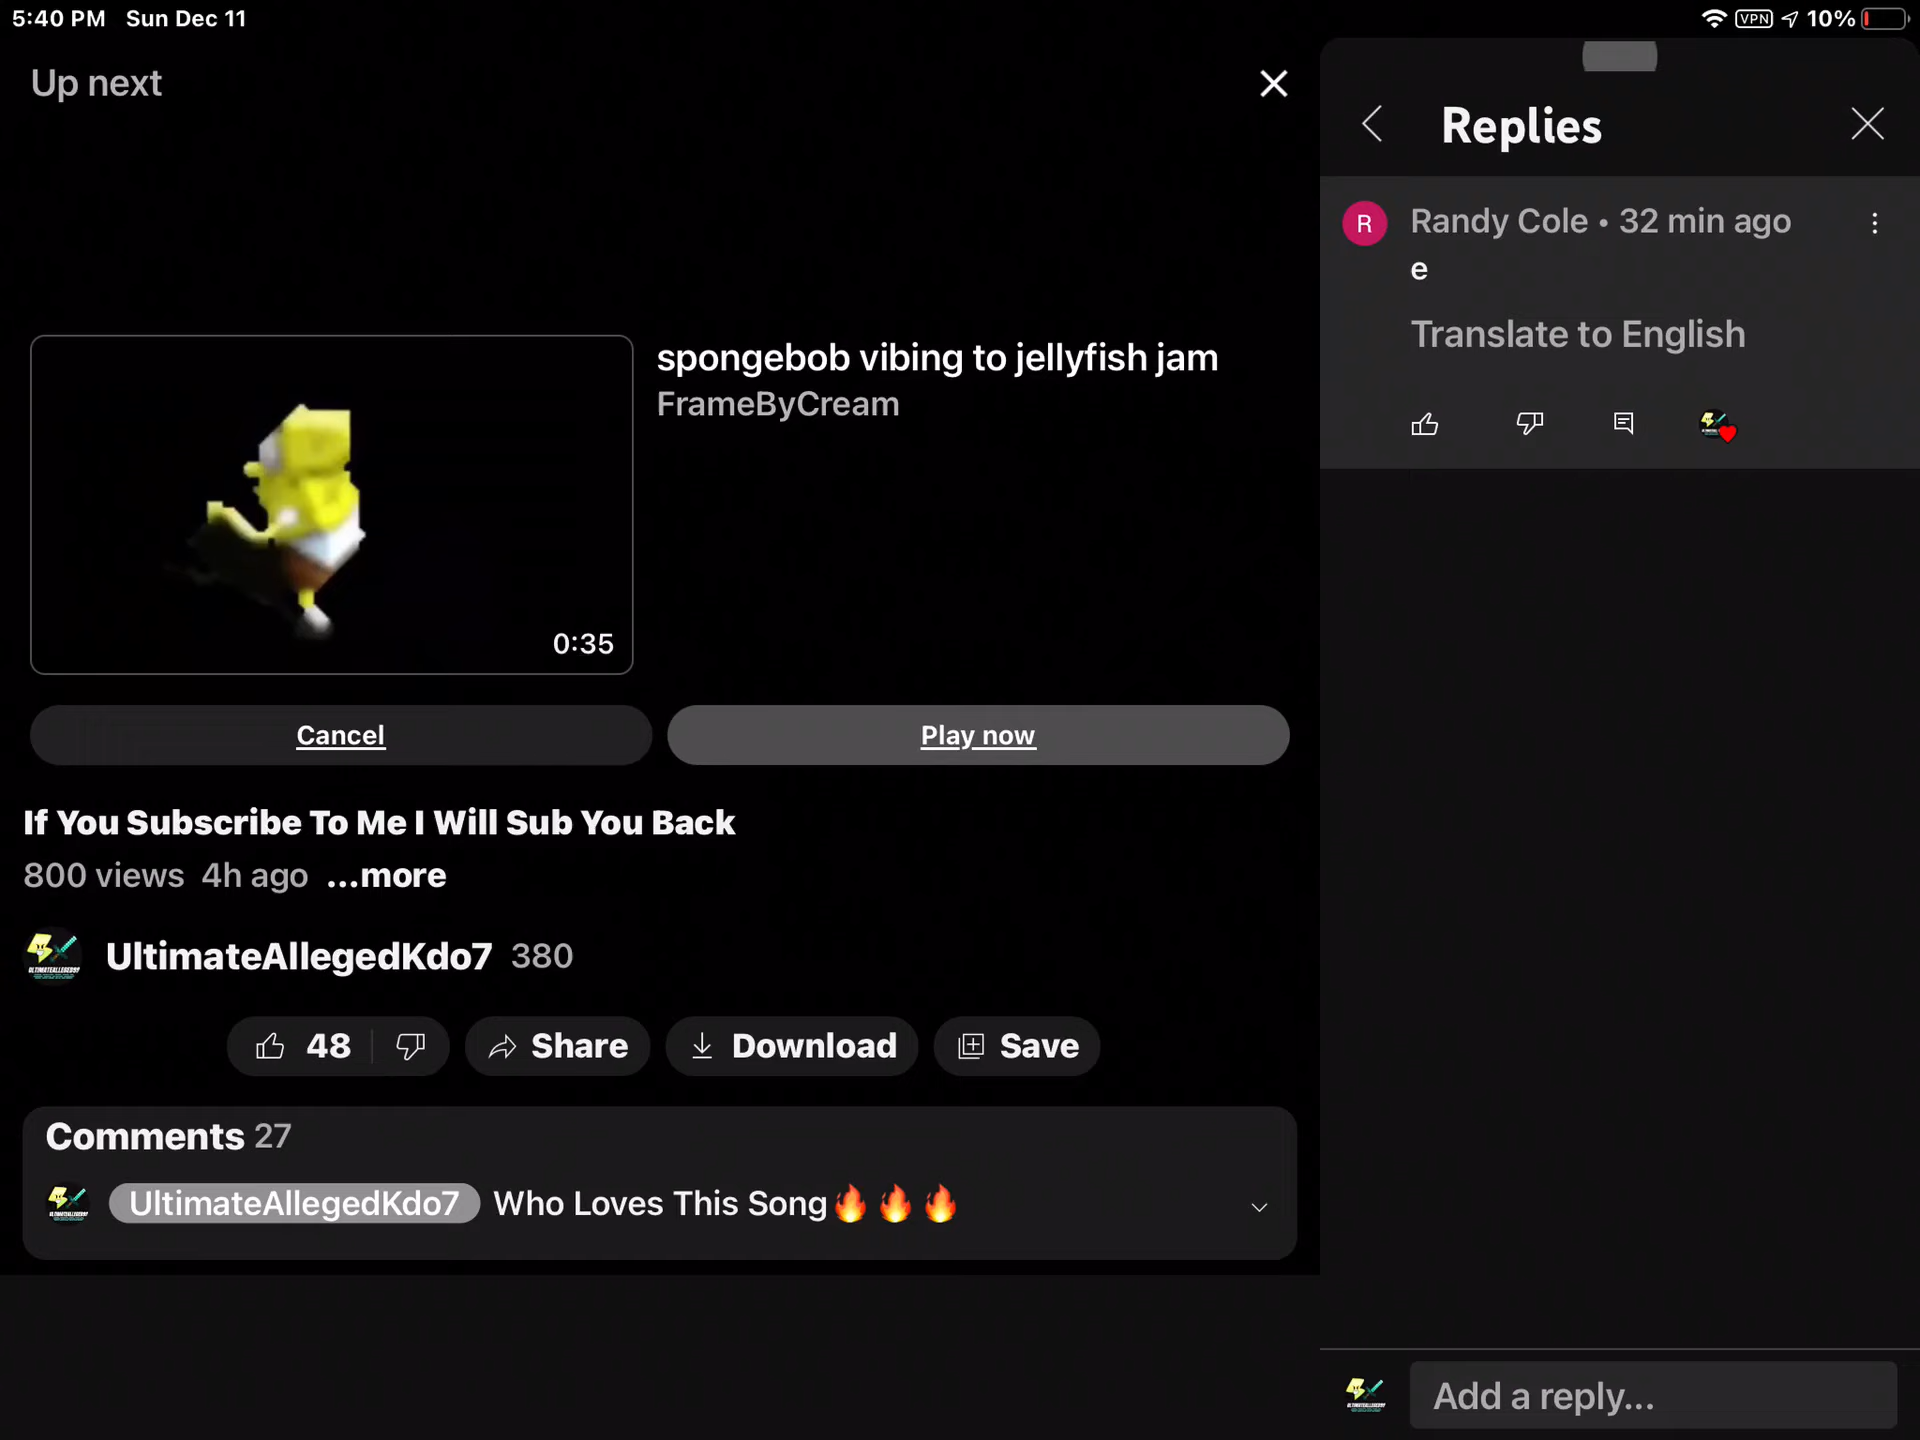 5:40 PM Sun Dec 11
VPN 10%
Up next
spongebob vibing to jellyfish jam
FrameByCream
0:35
Cancel
Play now
If You Subscribe To Me I Will Sub You Back
800 views 4h ago ...more
UltimateAllegedKdo7 380
48 Share Download Save
Comments 27
UltimateAllegedKdo7 Who Loves This Song🔥🔥🔥
Replies
R Randy Cole • 32 min ago
e
Translate to English
Add a reply...